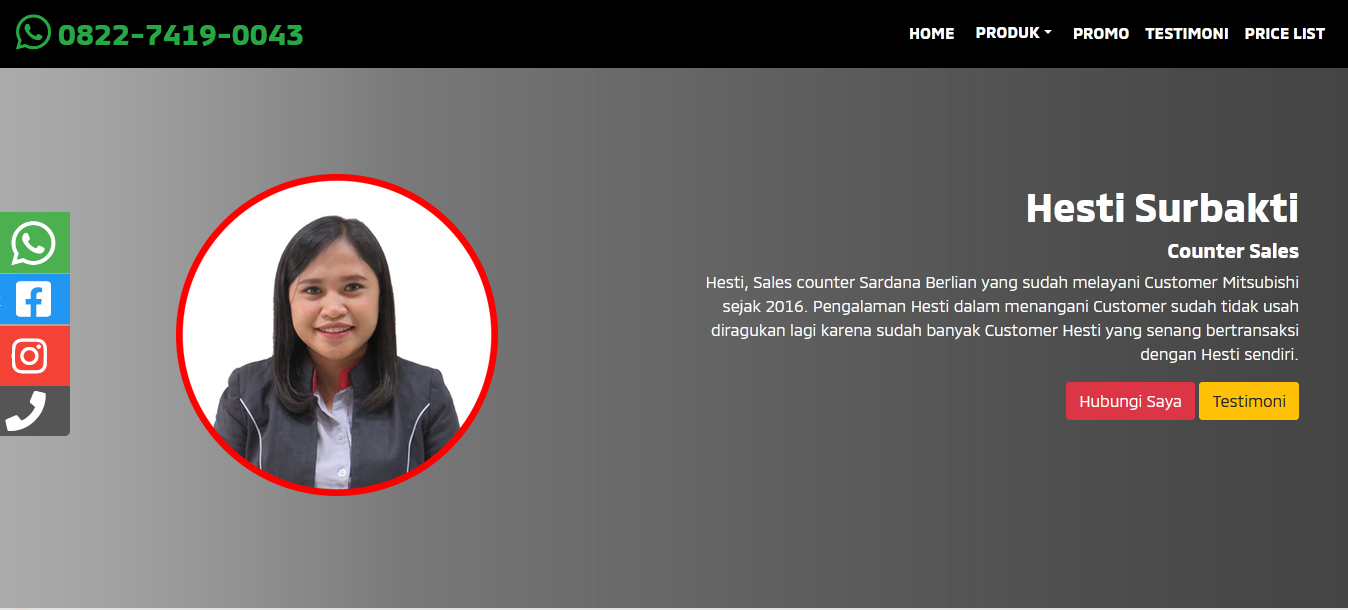 0822-7419-0043
HOME
PRODUK
PROMO
TESTIMONI
PRICE LIST
Hesti Surbakti
Counter Sales
Hesti, Sales counter Sardana Berlian yang sudah melayani Customer Mitsubishi
sejak 2016. Pengalaman Hesti dalam menangani Customer sudah tidak usah
diragukan lagi karena sudah banyak Customer Hesti yang senang bertransaksi
dengan Hesti sendiri.
Hubungi Saya
Testimoni